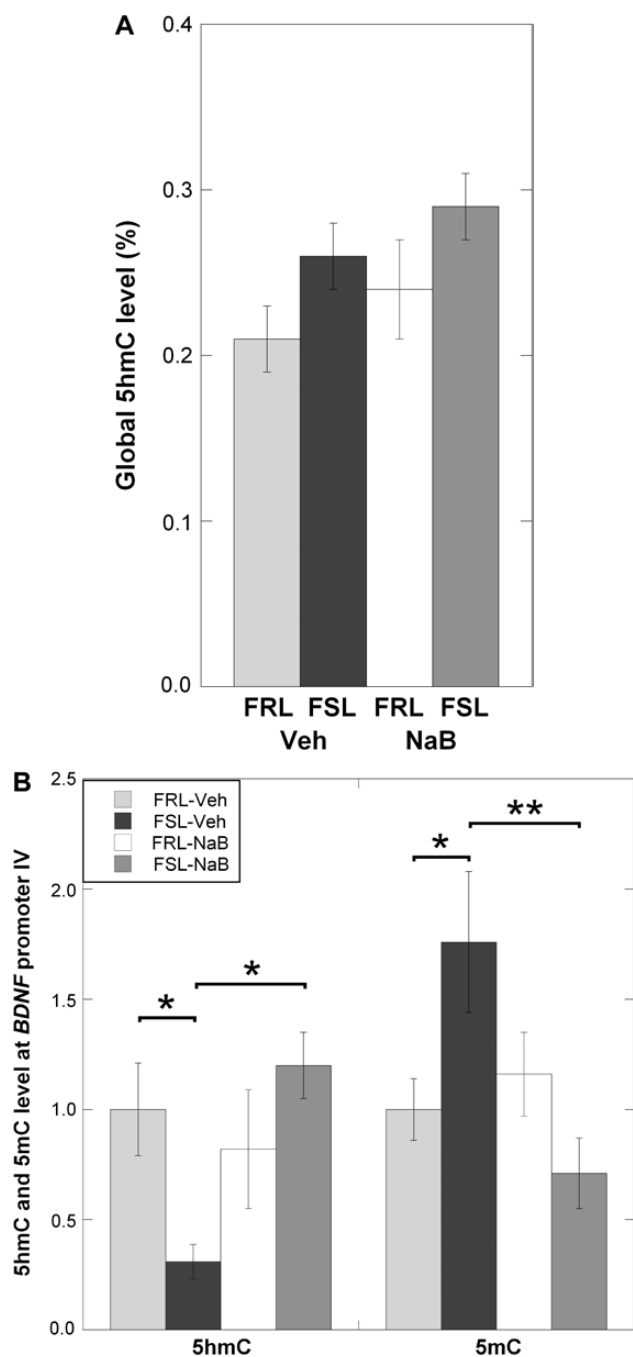 A
Global 5hmC level (%)
0.4
0.3
0.2
0.1
0.0
FRL FSL FRL FSL
Veh NaB
B
5hmC and 5mC level at BDNF promoter IV
2.5
2.0
1.5
1.0
0.5
0.0
FRL-Veh
FSL-Veh
FRL-NaB
FSL-NaB
*
*
*
**
5hmC 5mC